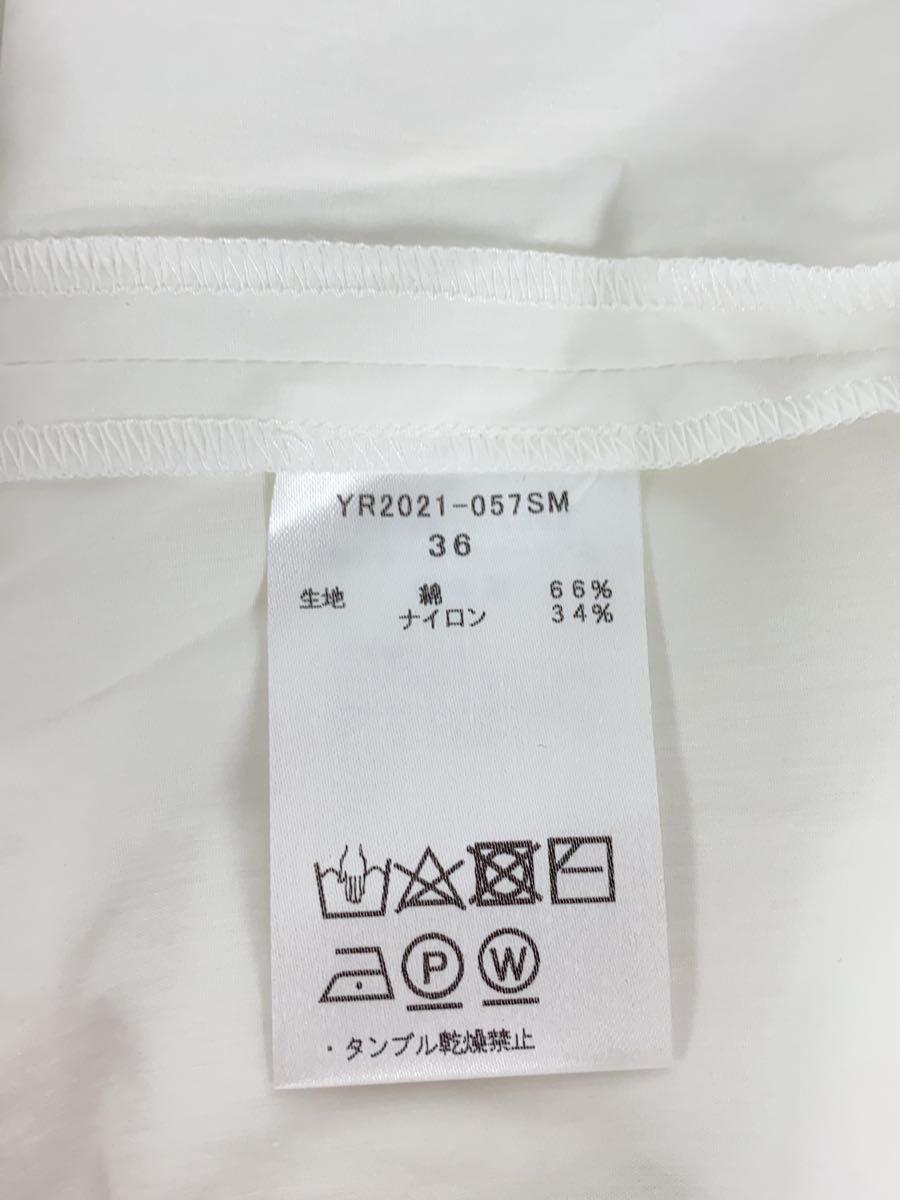 YR2021-057SM
36
生地 綿 66%
ナイロン 34%
P W
・タンブル乾燥禁止